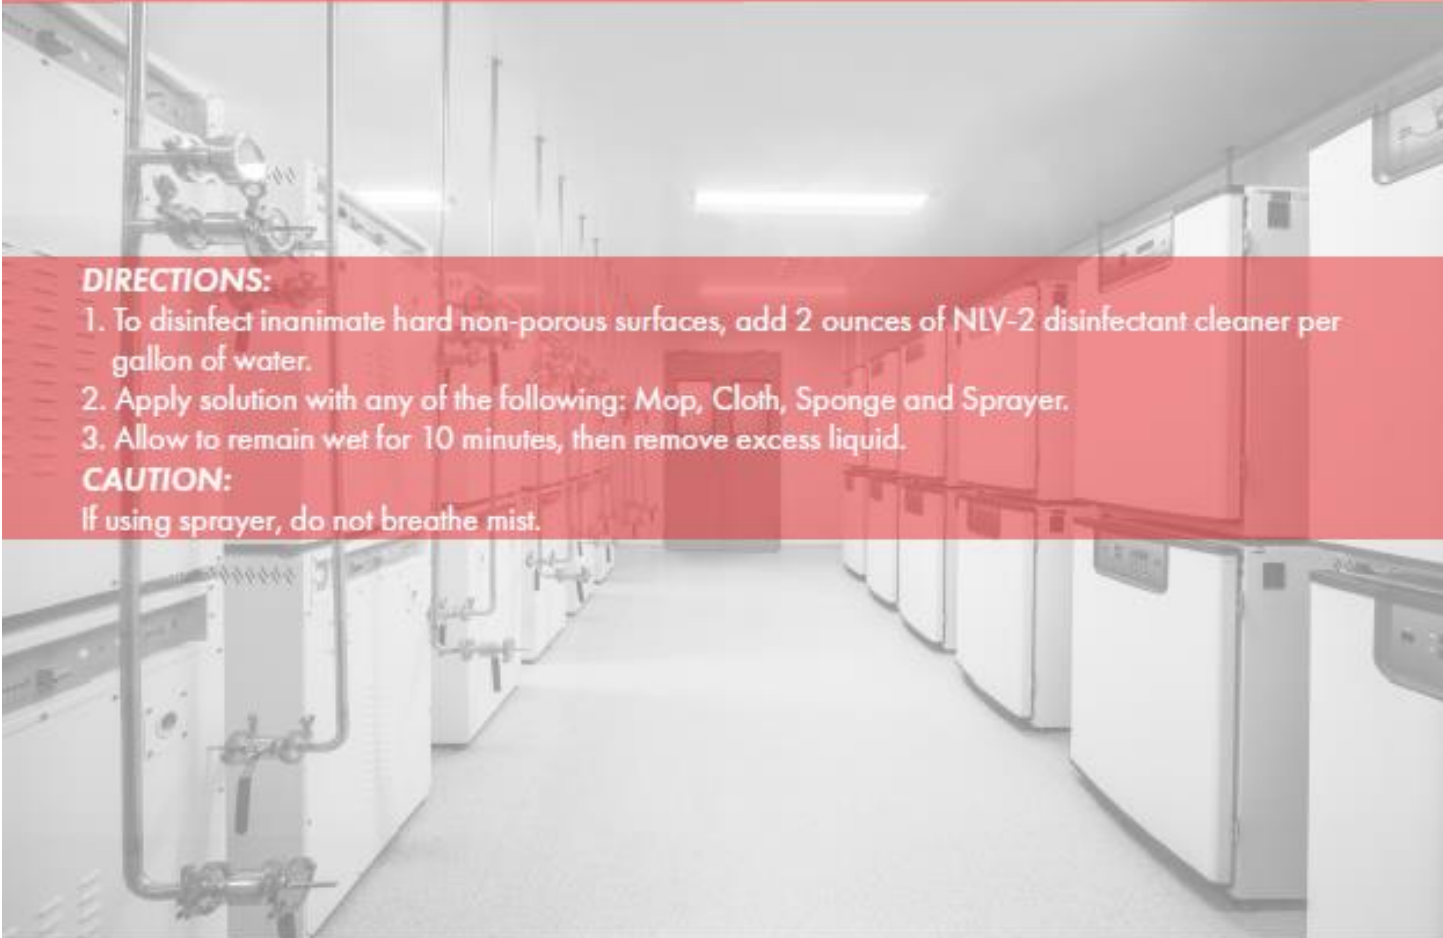 DIRECTIONS:
1. To disinfect inanimate hard non-porous surfaces, add 2 ounces of NLV-2 disinfectant cleaner per
gallon of water.
2. Apply solution with any of the following: Mop, Cloth, Sponge and Sprayer.
3. Allow to remain wet for 10 minutes, then remove excess liquid.
CAUTION:
If using sprayer, do not breathe mist.